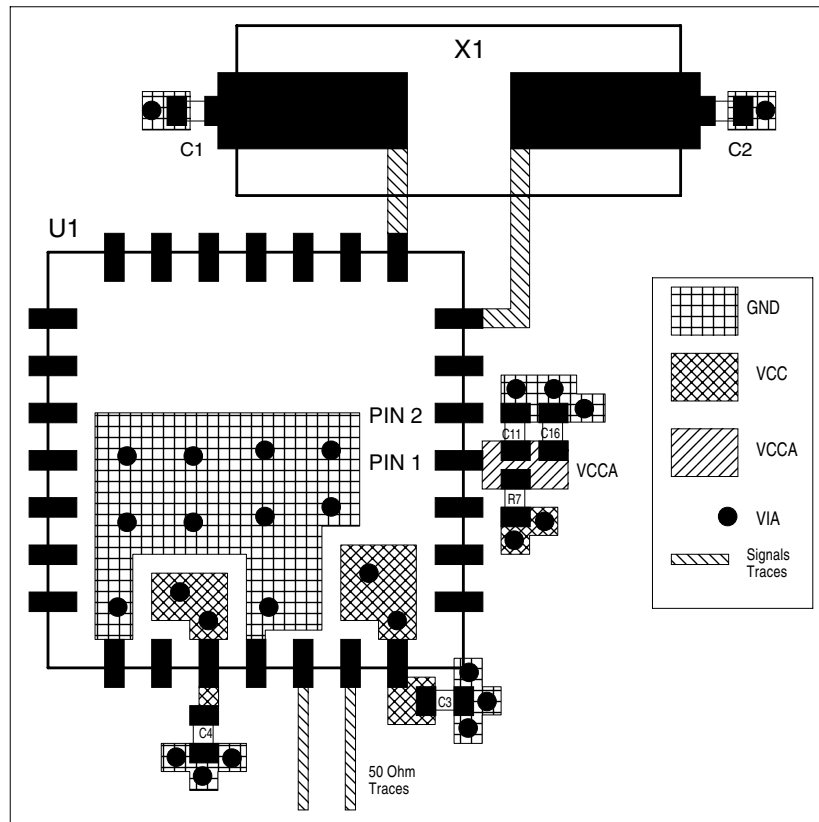 X1
C1
C2
U1
GND
VCC
PIN 2
C11
C16
PIN 1
VCCA
VCCA
R7
VIA
Signals
Traces
C3
C4
50 Ohm
Traces